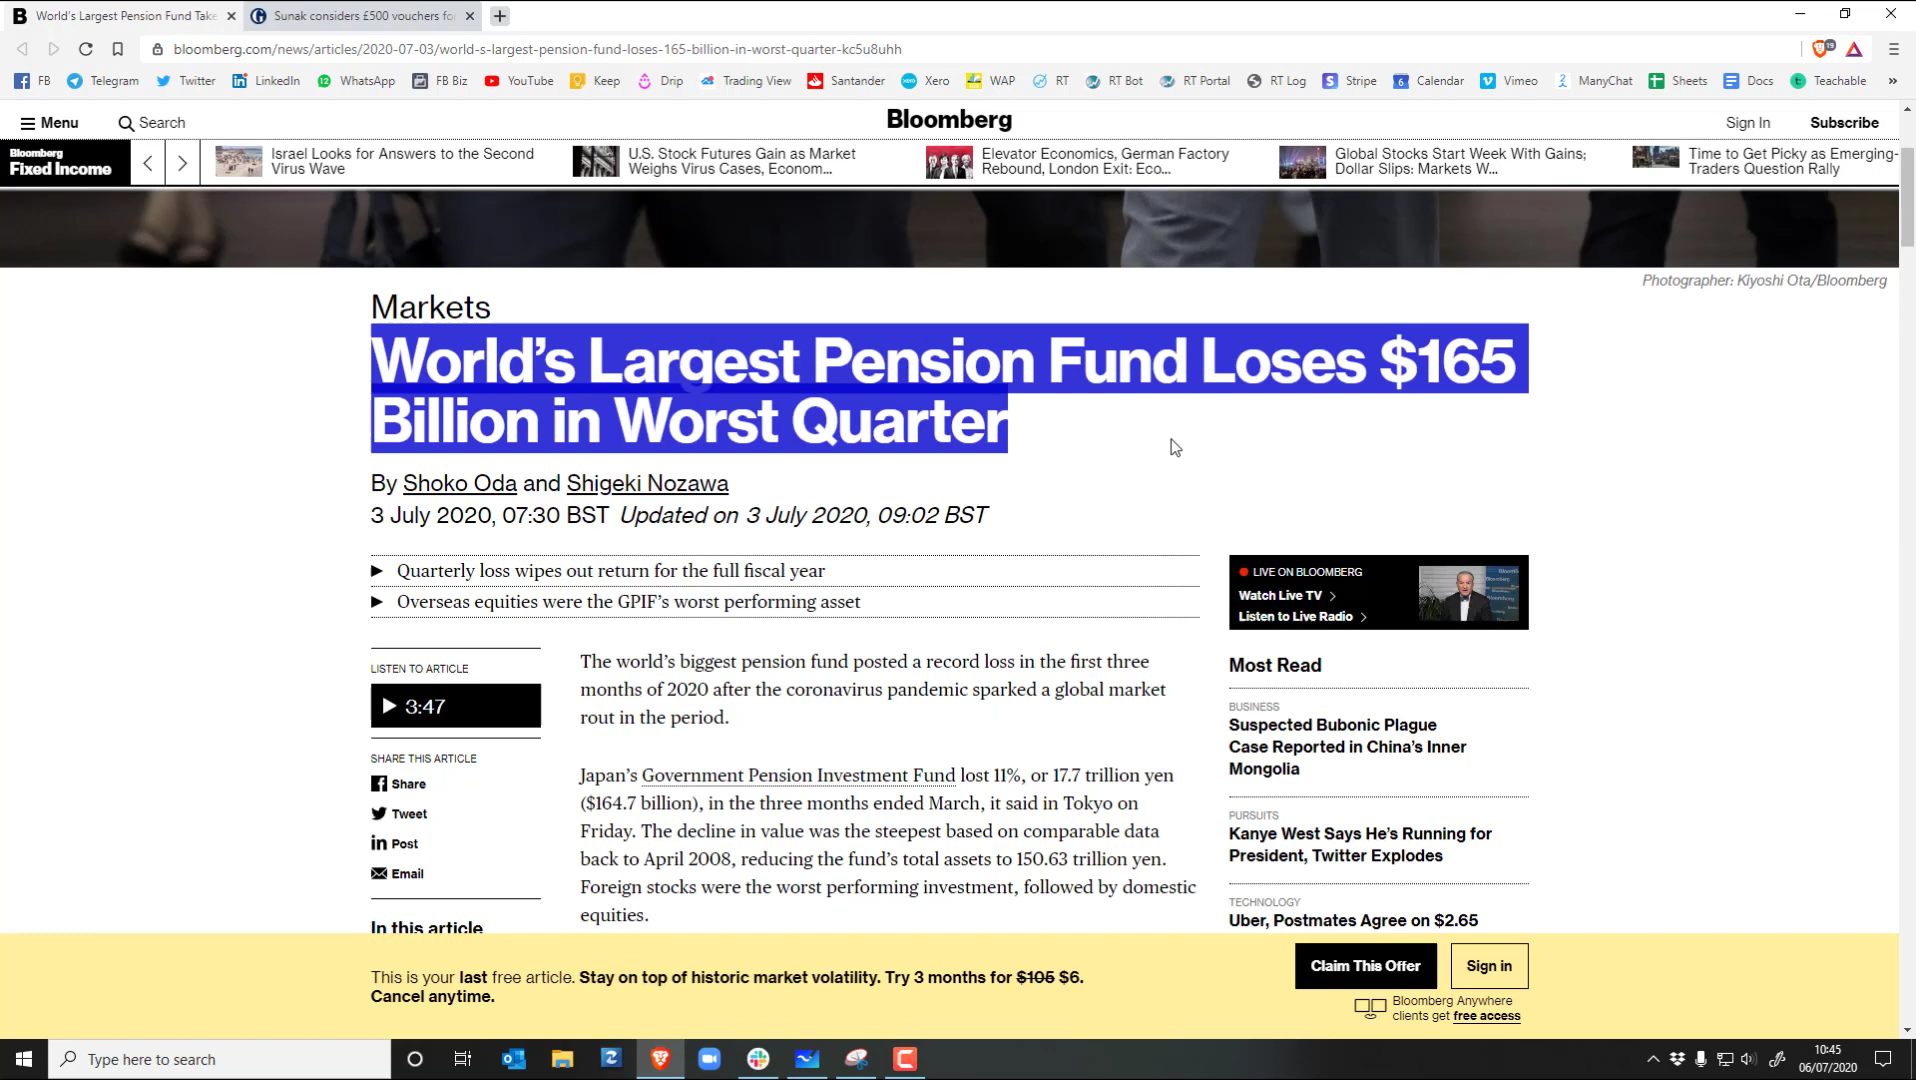 World's Largest Pension Fund Take
Sunak considers £500 vouchers fo
bloomberg.com/news/articles/2020-07-03/world-s-largest-pension-fund-loses-165-billion-in-worst-quarter-kc5u8uhh
19
FB
Telegram
Twitter
LinkedIn
12
WhatsApp
FB Biz
YouTube
Keep
Drip
Trading View
Santander
Xero
WAP
RT
RT Bot
RT Portal
RT Log
Stripe
6
Calendar
Vimeo
ManyChat
Sheets
Docs
Teachable
Menu
Search
Bloomberg
Sign In
Subscribe
Bloomberg
Fixed Income
Israel Looks for Answers to the Second
Virus Wave
U.S. Stock Futures Gain as Market
Weighs Virus Cases, Econom...
Elevator Economics, German Factory
Rebound, London Exit: Eco...
Global Stocks Start Week With Gains;
Dollar Slips: Markets W...
Time to Get Picky as Emerging-
Traders Question Rally
Photographer: Kiyoshi Ota/Bloomberg
Markets
World's Largest Pension Fund Loses $165
Billion in Worst Quarter
By Shoko Oda and Shigeki Nozawa
3 July 2020, 07:30 BST Updated on 3 July 2020, 09:02 BST
Quarterly loss wipes out return for the full fiscal year
Overseas equities were the GPIF's worst performing asset
LISTEN TO ARTICLE
3:47
SHARE THIS ARTICLE
Share
Tweet
Post
Email
In this article
The world's biggest pension fund posted a record loss in the first three
months of 2020 after the coronavirus pandemic sparked a global market
rout in the period.
Japan's Government Pension Investment Fund lost 11%, or 17.7 trillion yen
($164.7 billion), in the three months ended March, it said in Tokyo on
Friday. The decline in value was the steepest based on comparable data
back to April 2008, reducing the fund's total assets to 150.63 trillion yen.
Foreign stocks were the worst performing investment, followed by domestic
equities.
LIVE ON BLOOMBERG
Watch Live TV
Listen to Live Radio
Most Read
BUSINESS
Suspected Bubonic Plague
Case Reported in China's Inner
Mongolia
PURSUITS
Kanye West Says He's Running for
President, Twitter Explodes
TECHNOLOGY
Uber, Postmates Agree on $2.65
This is your last free article. Stay on top of historic market volatility. Try 3 months for $105 $6.
Cancel anytime.
Claim This Offer
Sign in
Bloomberg Anywhere
clients get free access
Type here to search
10:45
06/07/2020